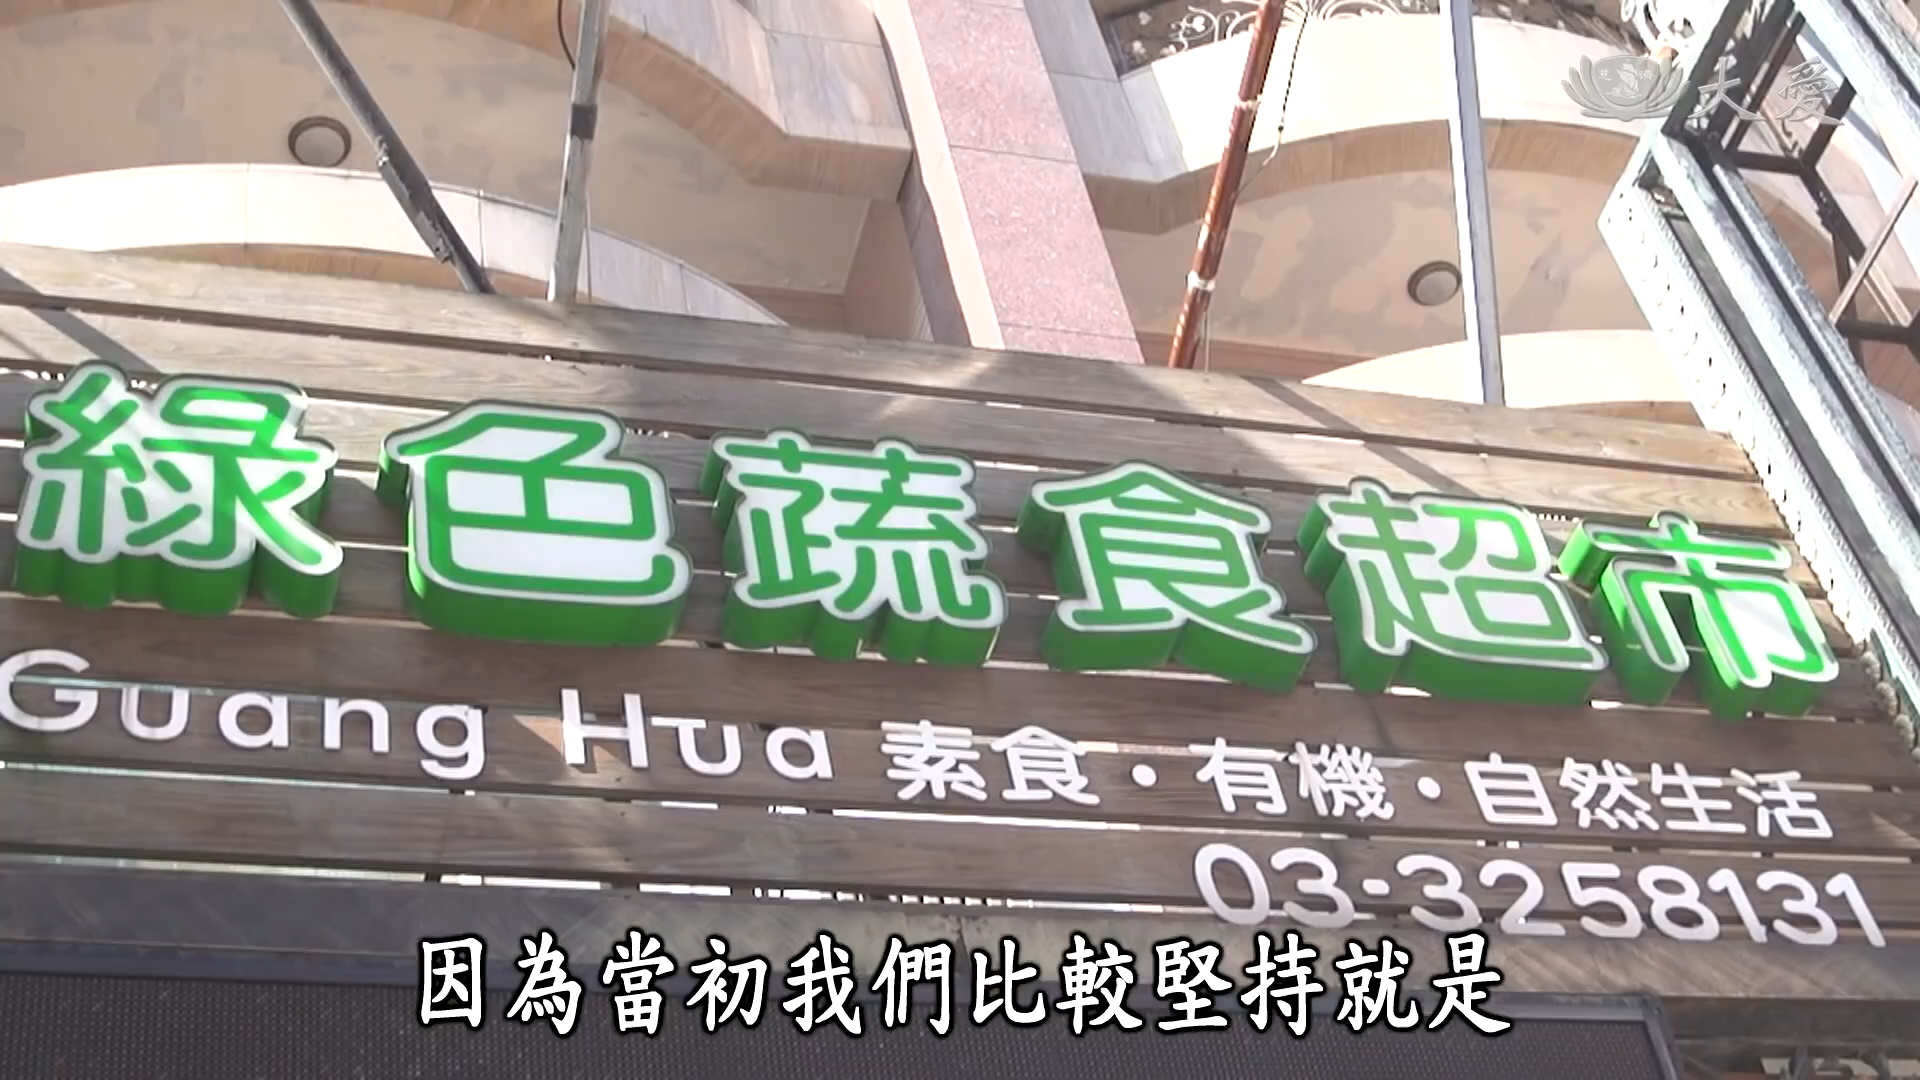 大愛
綠色蔬食超市
Guang Hua 素食・有機・自然生活
03-3258131
因為當初我們比較堅持就是